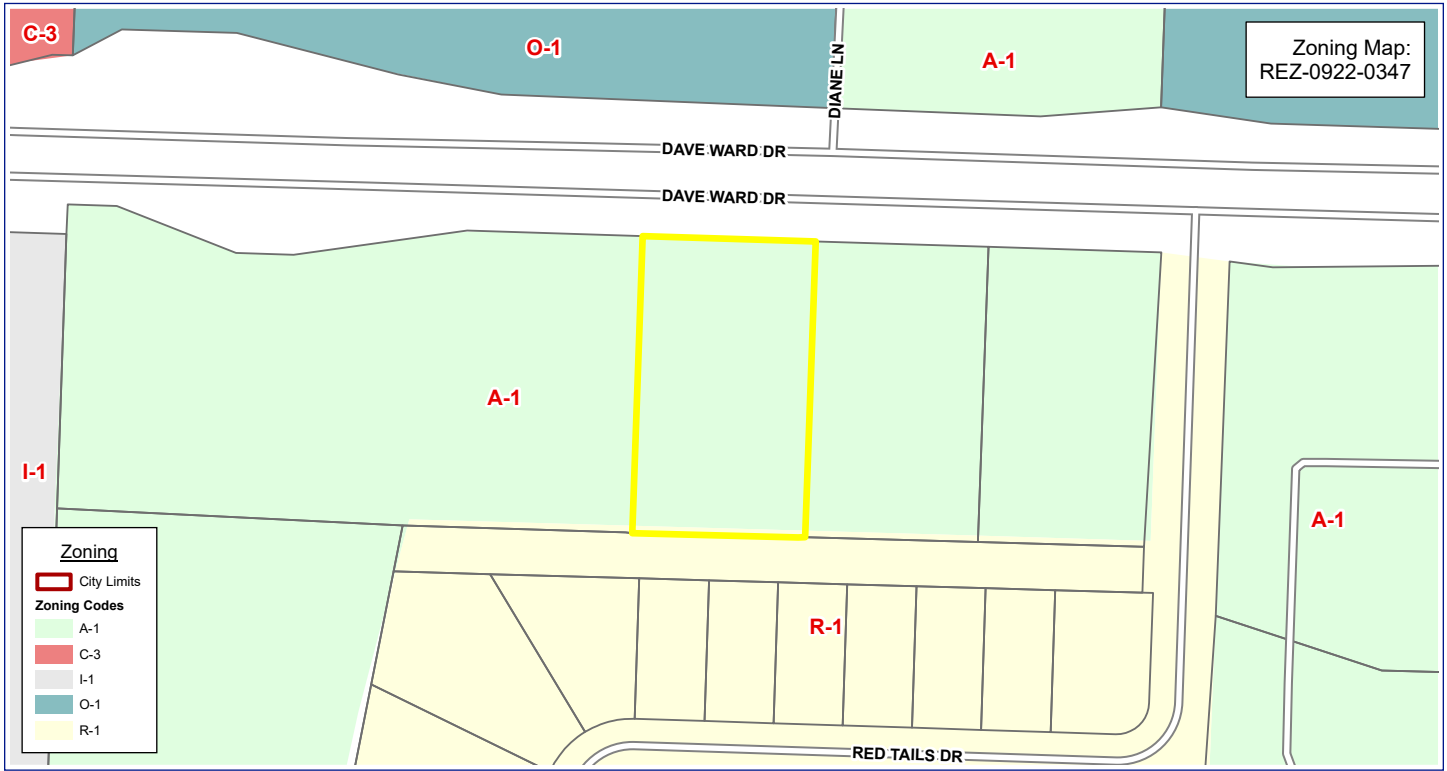 C-3
O-1
DIANE LN
A-1
Zoning Map:
REZ-0922-0347
DAVE WARD DR
DAVE WARD DR
A-1
I-1
A-1
R-1
RED TAILS DR
Zoning
City Limits
Zoning Codes
A-1
C-3
I-1
O-1
R-1